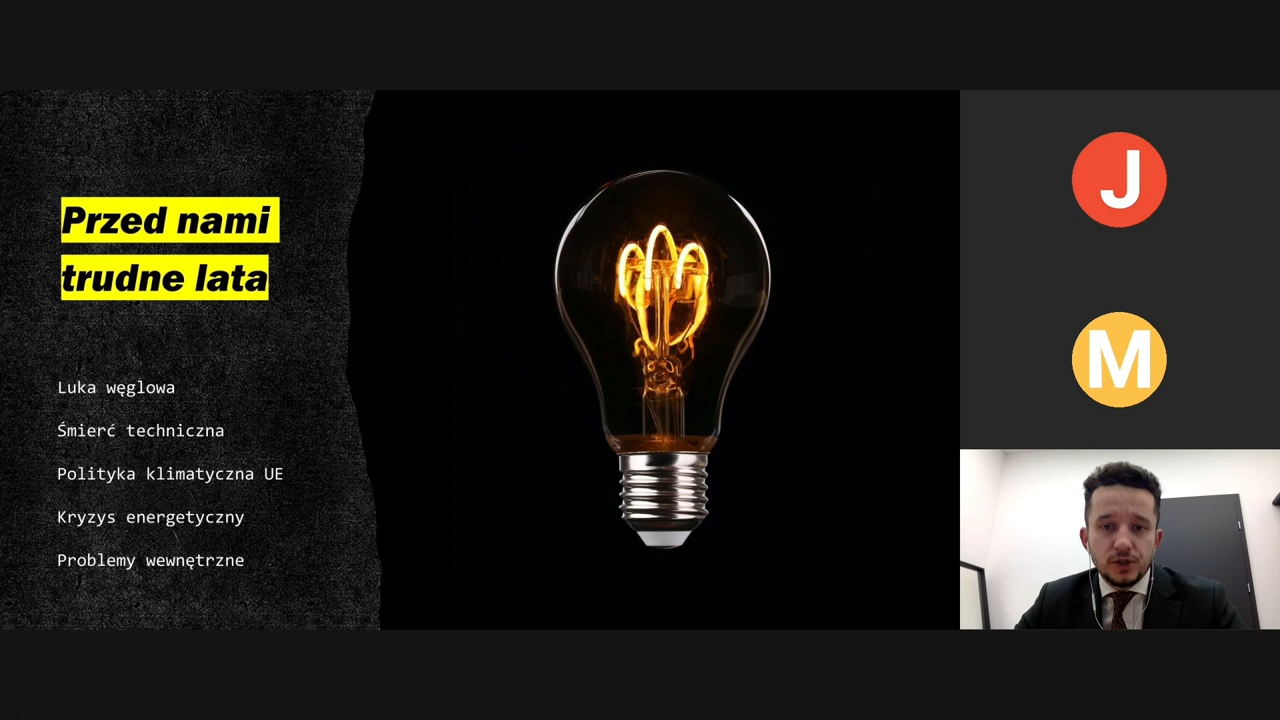 Przed nami
trudne lata
Luka węglowa
Śmierć techniczna
Polityka klimatyczna UE
Kryzys energetyczny
Problemy wewnętrzne
J
M